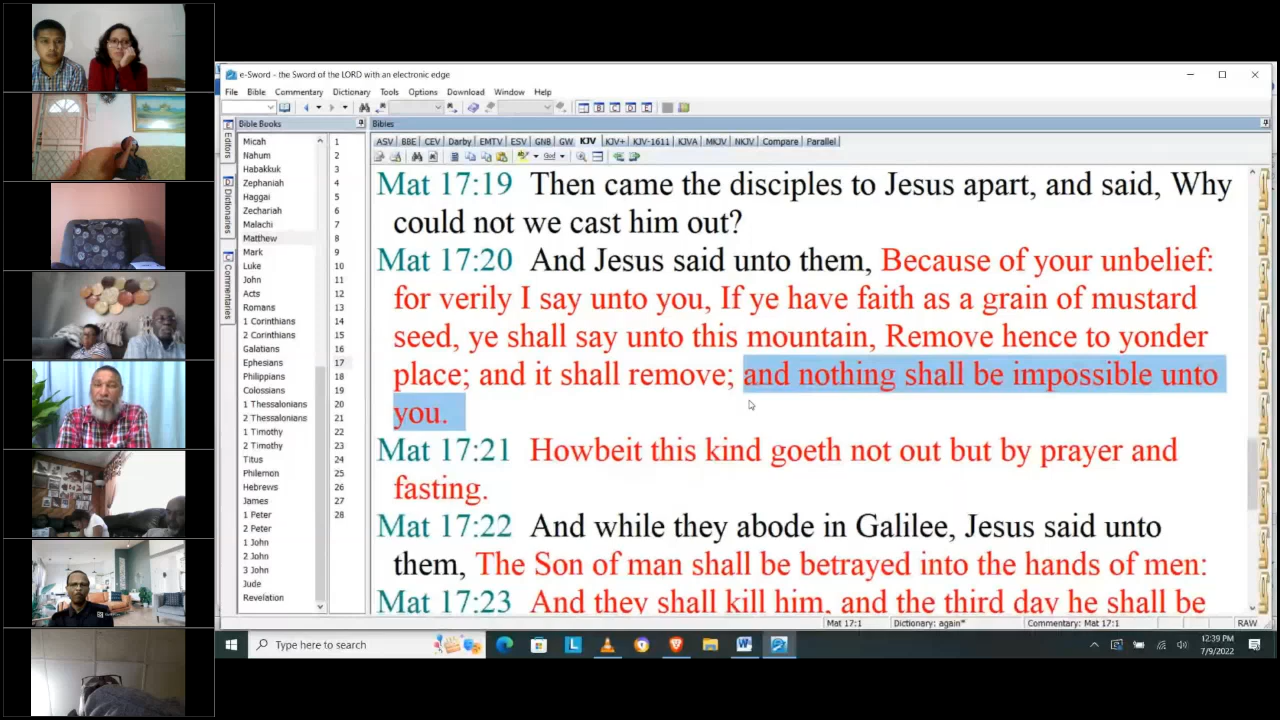 e-Sword - the Sword of the LORD with an electronic edge
File Bible Commentary Dictionary Tools Options Download Window Help
Bible Books
Bibles
Editors
Dictionaries
Commentaries
ASV BBE CEV Darby EMTV ESV GNB GW KJV KJV+ KJV-1611 KJVA MKJV NKJV Compare Parallel
Micah
Nahum
Habakkuk
Zephaniah
Haggai
Zechariah
Malachi
Matthew
Mark
Luke
John
Acts
Romans
1 Corinthians
2 Corinthians
Galatians
Ephesians
Philippians
Colossians
1 Thessalonians
2 Thessalonians
1 Timothy
2 Timothy
Titus
Philemon
Hebrews
James
1 Peter
2 Peter
1 John
2 John
3 John
Jude
Revelation
1
2
3
4
5
6
7
8
9
10
11
12
13
14
15
16
17
18
19
20
21
22
23
24
25
26
27
28
Mat 17:19 Then came the disciples to Jesus apart, and said, Why
could not we cast him out?
Mat 17:20 And Jesus said unto them, Because of your unbelief:
for verily I say unto you, If ye have faith as a grain of mustard
seed, ye shall say unto this mountain, Remove hence to yonder
place; and it shall remove; and nothing shall be impossible unto
you.
Mat 17:21 Howbeit this kind goeth not out but by prayer and
fasting.
Mat 17:22 And while they abode in Galilee, Jesus said unto
them, The Son of man shall be betrayed into the hands of men:
Mat 17:23 And they shall kill him, and the third day he shall be
Mat 17:1 Dictionary: again* Commentary: Mat 17:1 RAW
Type here to search
12:39 PM
7/9/2022